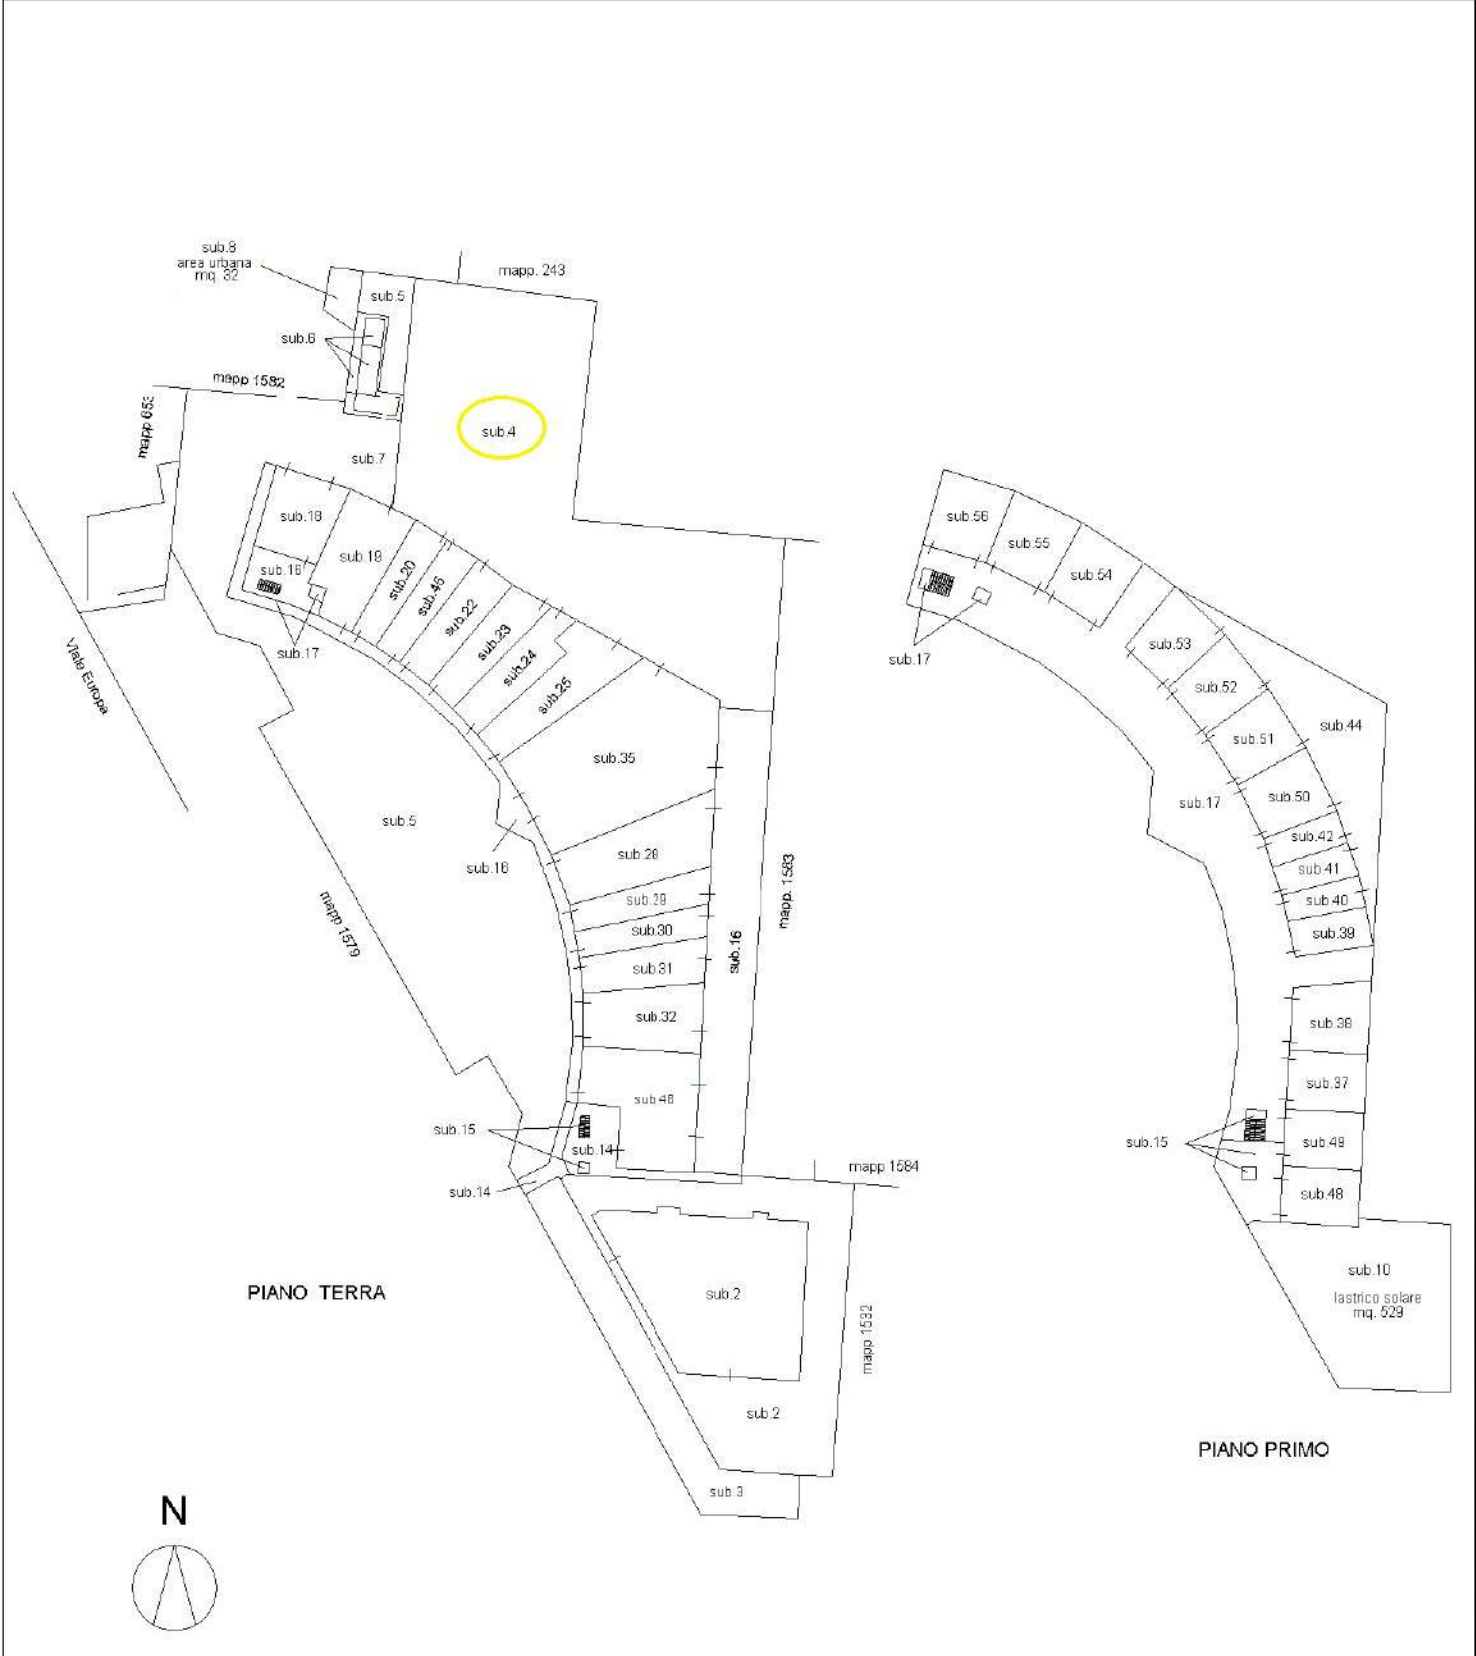 sub.8
area urbana
mq. 32
mapp. 243
sub.5
sub.6
mapp 1582
mapp 653
sub.4
sub.7
sub.18
sub.19
sub.16
sub.20
sub.45
sub.22
sub.23
sub.24
sub.25
sub.17
Viale Europa
sub.35
sub.5
sub.16
sub.28
sub.29
sub.30
sub.31
sub.32
sub.16
mapp. 1583
mapp 1579
sub.46
sub.15
sub.14
sub.14
mapp 1584
sub.2
mapp 1532
sub.2
sub.3
PIANO TERRA
N
sub.56
sub.55
sub.54
sub.17
sub.53
sub.52
sub.51
sub.44
sub.50
sub.17
sub.42
sub.41
sub.40
sub.39
sub.38
sub.37
sub.15
sub.49
sub.48
sub.10
lastrico solare
mq. 529
PIANO PRIMO